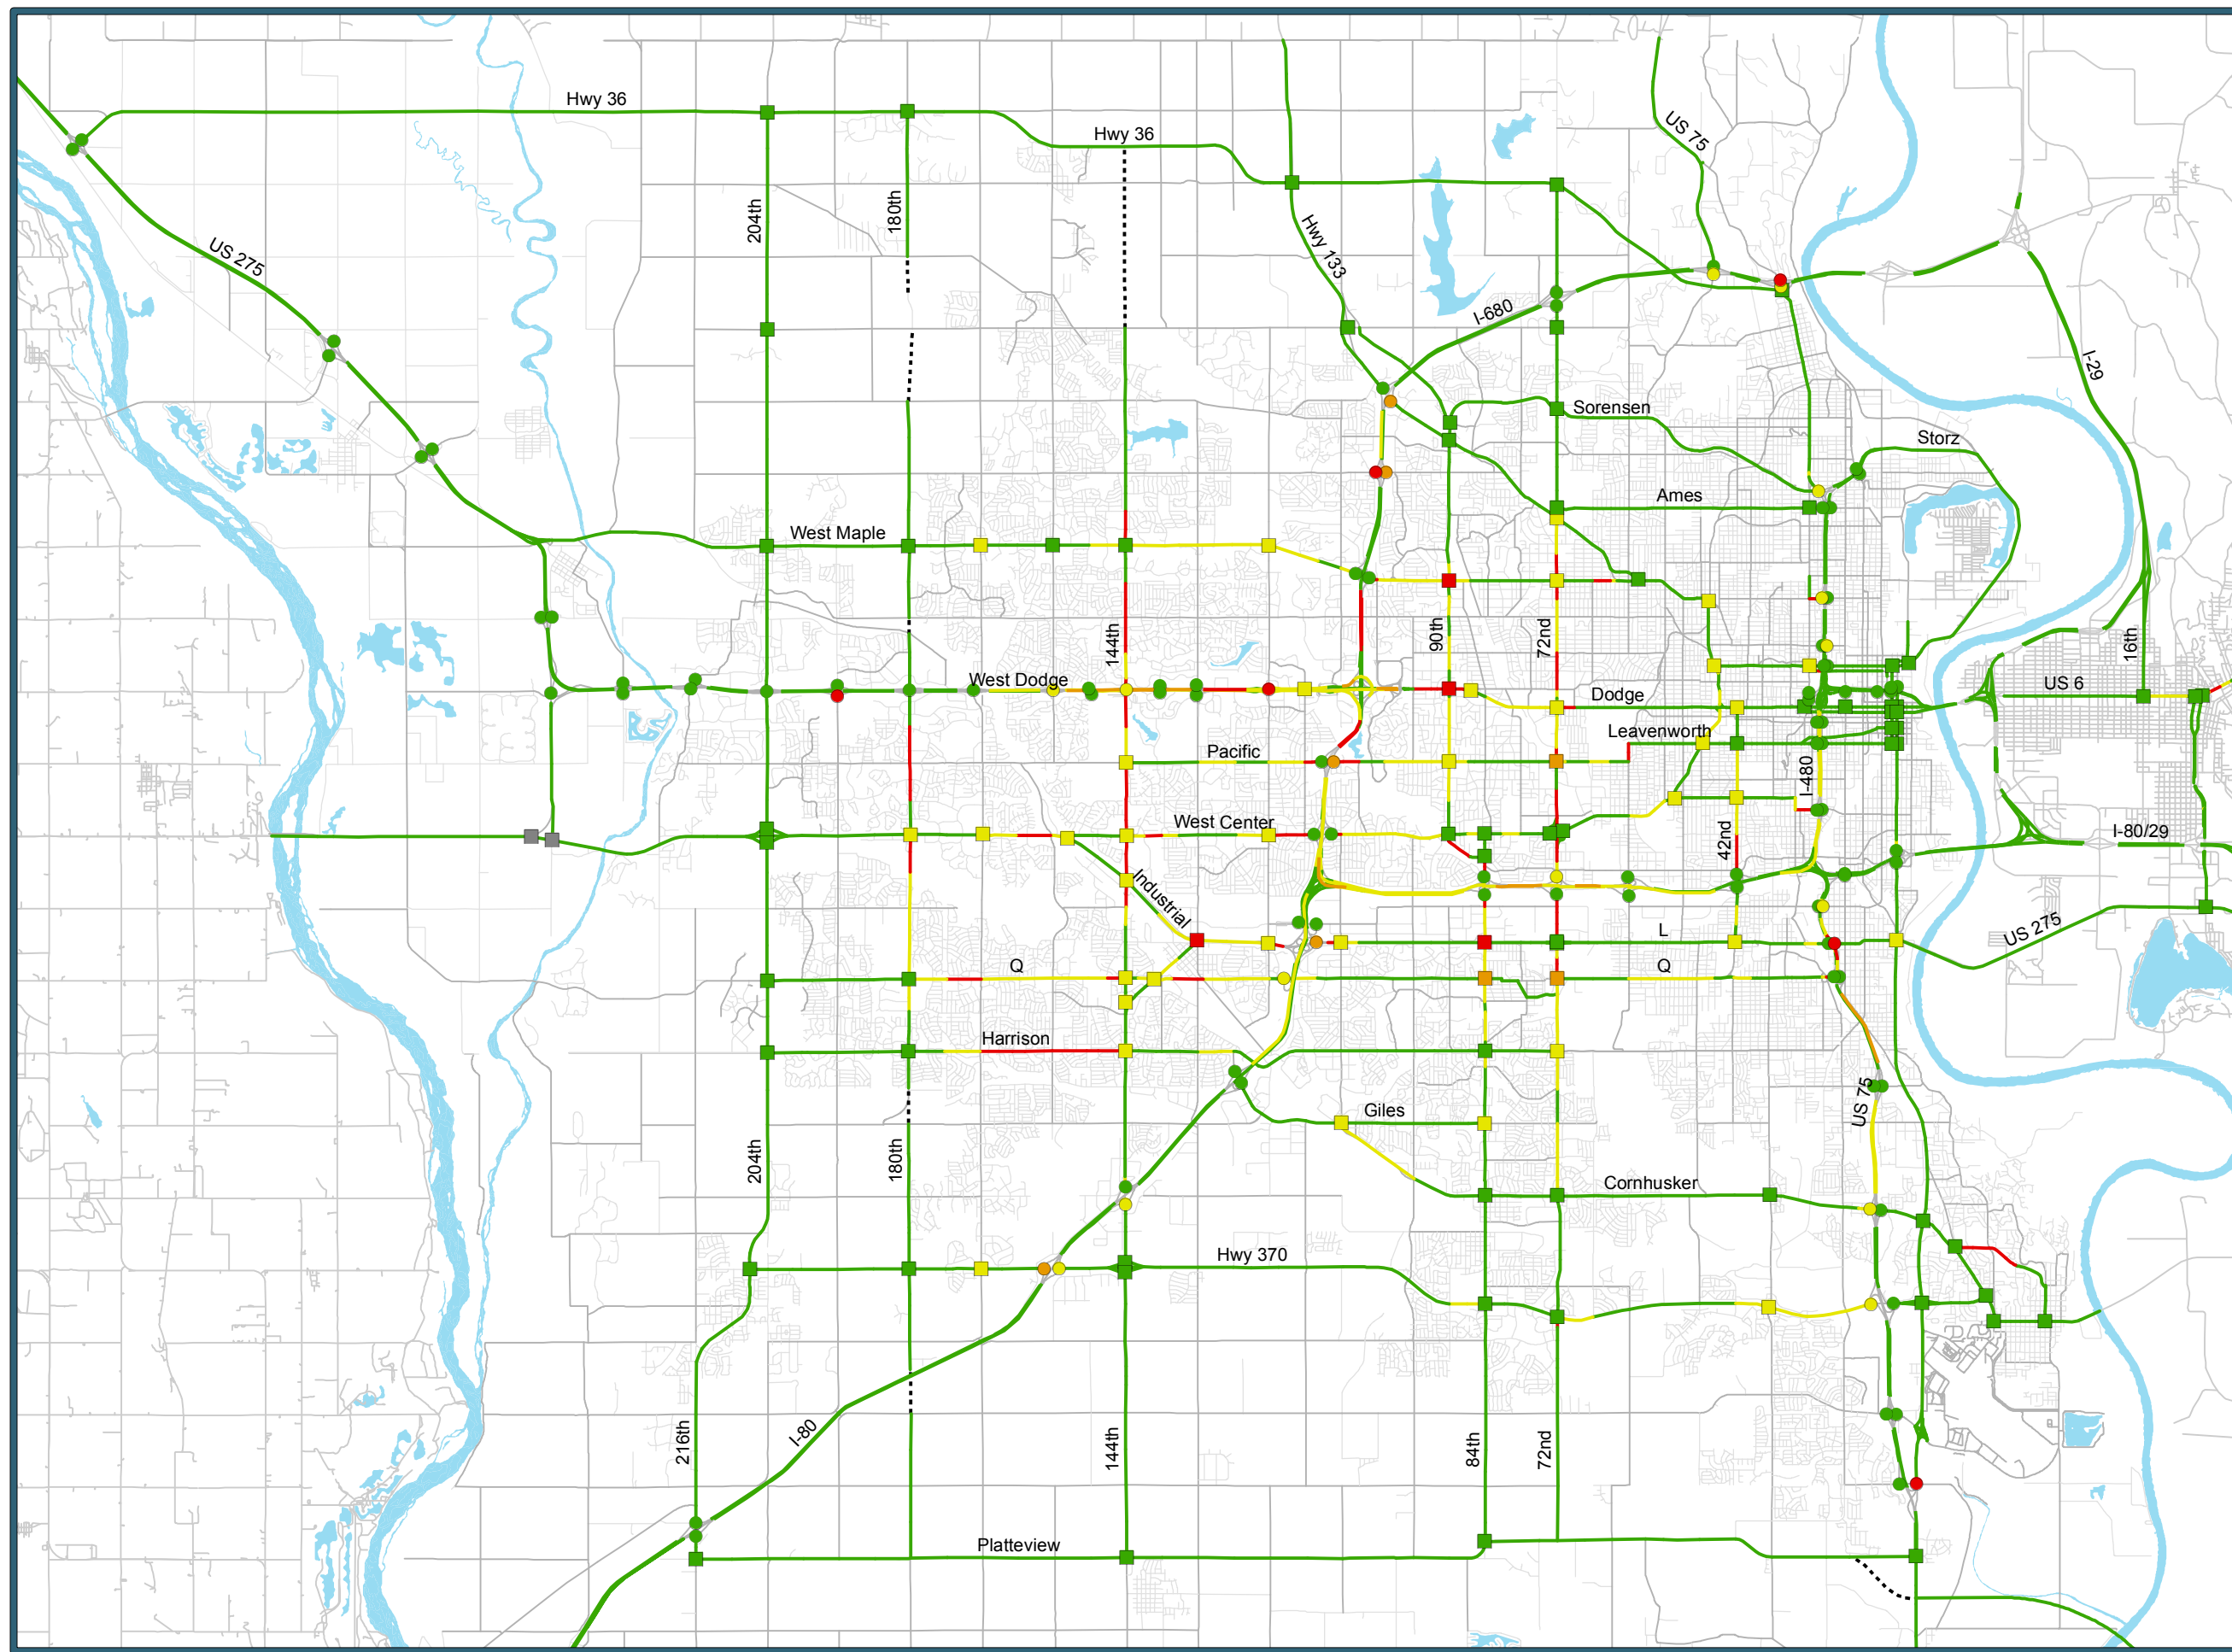 Hwy 36
Hwy 36
US 75
204th
180th
US 275
Hwy 133
I-680
I-29
Sorensen
Storz
Ames
West Maple
144th
90th
72nd
16th
West Dodge
US 6
Dodge
Leavenworth
Pacific
I-480
West Center
42nd
I-80/29
Industrial
L
US 275
Q
Q
Harrison
US 75
Giles
204th
180th
Cornhusker
Hwy 370
216th
I-80
144th
84th
72nd
Platteview